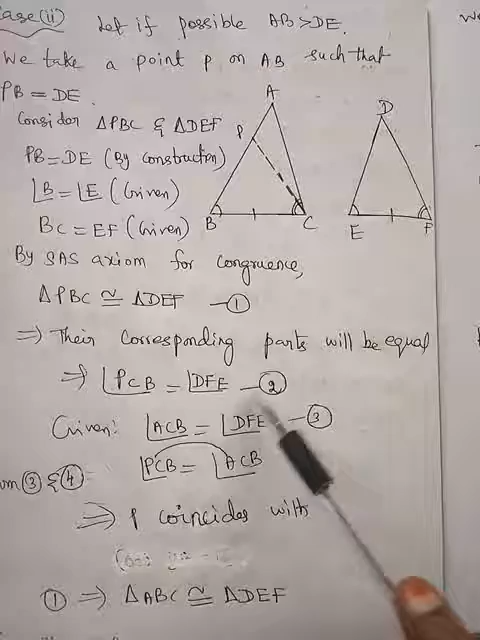 Case (ii) Let if possible AB > DE.
We take a point P on AB such that
PB = DE.
Consider ΔPBC & ΔDEF
PB = DE (By construction)
∠B = ∠E (Given)
BC = EF (Given)
A
P
B
C
D
E
F
By SAS axiom for congruence,
ΔPBC ≅ ΔDEF —①
⇒ Their corresponding parts will be equal
⇒ ∠PCB = ∠DFE —②
Given: ∠ACB = ∠DFE —③
∠PCB = ∠ACB
③ & ④
⇒ P coincides with
① ⇒ ΔABC ≅ ΔDEF